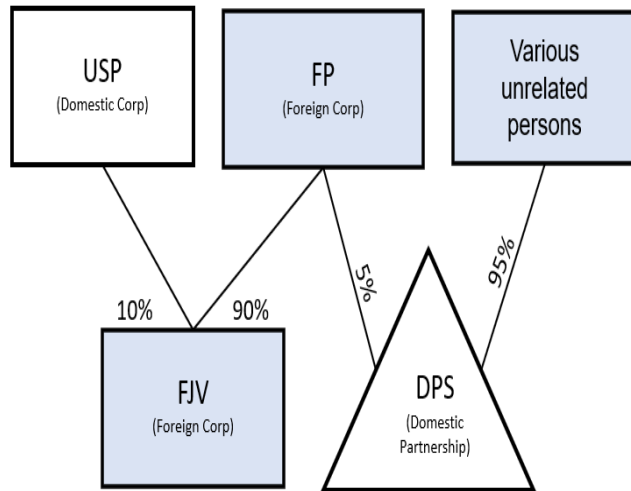 USP
(Domestic Corp)
FP
(Foreign Corp)
Various
unrelated
persons
10%
90%
5%
95%
FJV
(Foreign Corp)
DPS
(Domestic
Partnership)